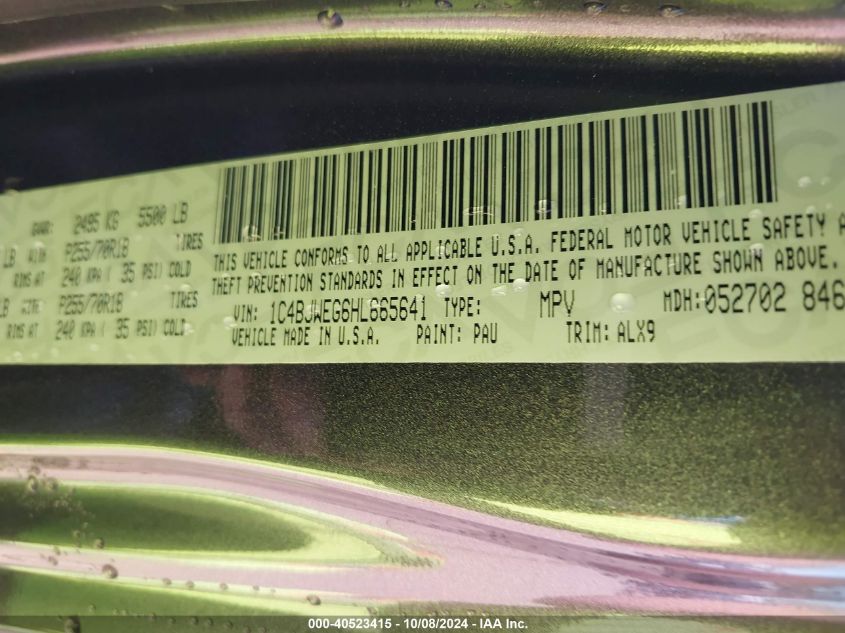 GVWR: 2495 KG 5500 LB
LB WITH P255/70R18 TIRES
RIMS AT 240 KPA ( 35 PSI) COLD
LB WITH P255/70R18 TIRES
RIMS AT 240 KPA ( 35 PSI) COLD
THIS VEHICLE CONFORMS TO ALL APPLICABLE U.S.A. FEDERAL MOTOR VEHICLE SAFETY A
THEFT PREVENTION STANDARDS IN EFFECT ON THE DATE OF MANUFACTURE SHOWN ABOVE.
VIN: 1C4BJWEG6HL665641 TYPE: MPV MDH:052702 846
VEHICLE MADE IN U.S.A. PAINT: PAU TRIM: ALX9
000-40523415 - 10/08/2024 - IAA Inc.